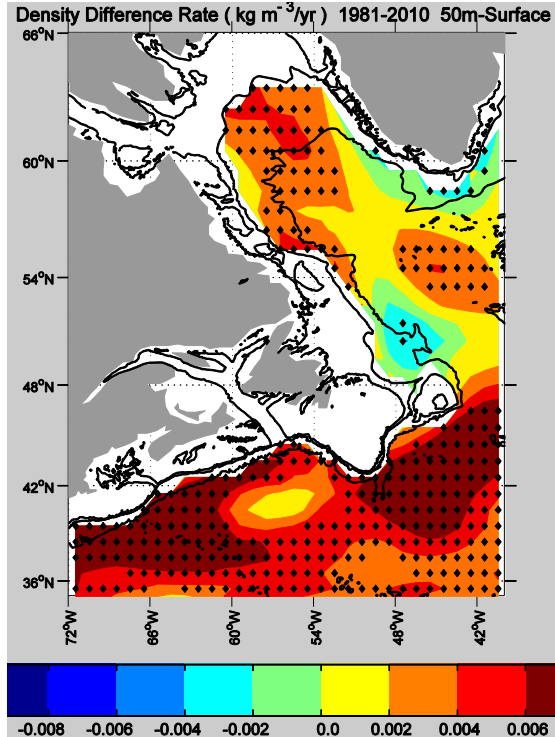 Density Difference Rate ( kg m⁻³/yr ) 1981-2010 50m-Surface
66°N
60°N
54°N
48°N
42°N
36°N
72°W 66°W 60°W 54°W 48°W 42°W
-0.008 -0.006 -0.004 -0.002 0.0 0.002 0.004 0.006